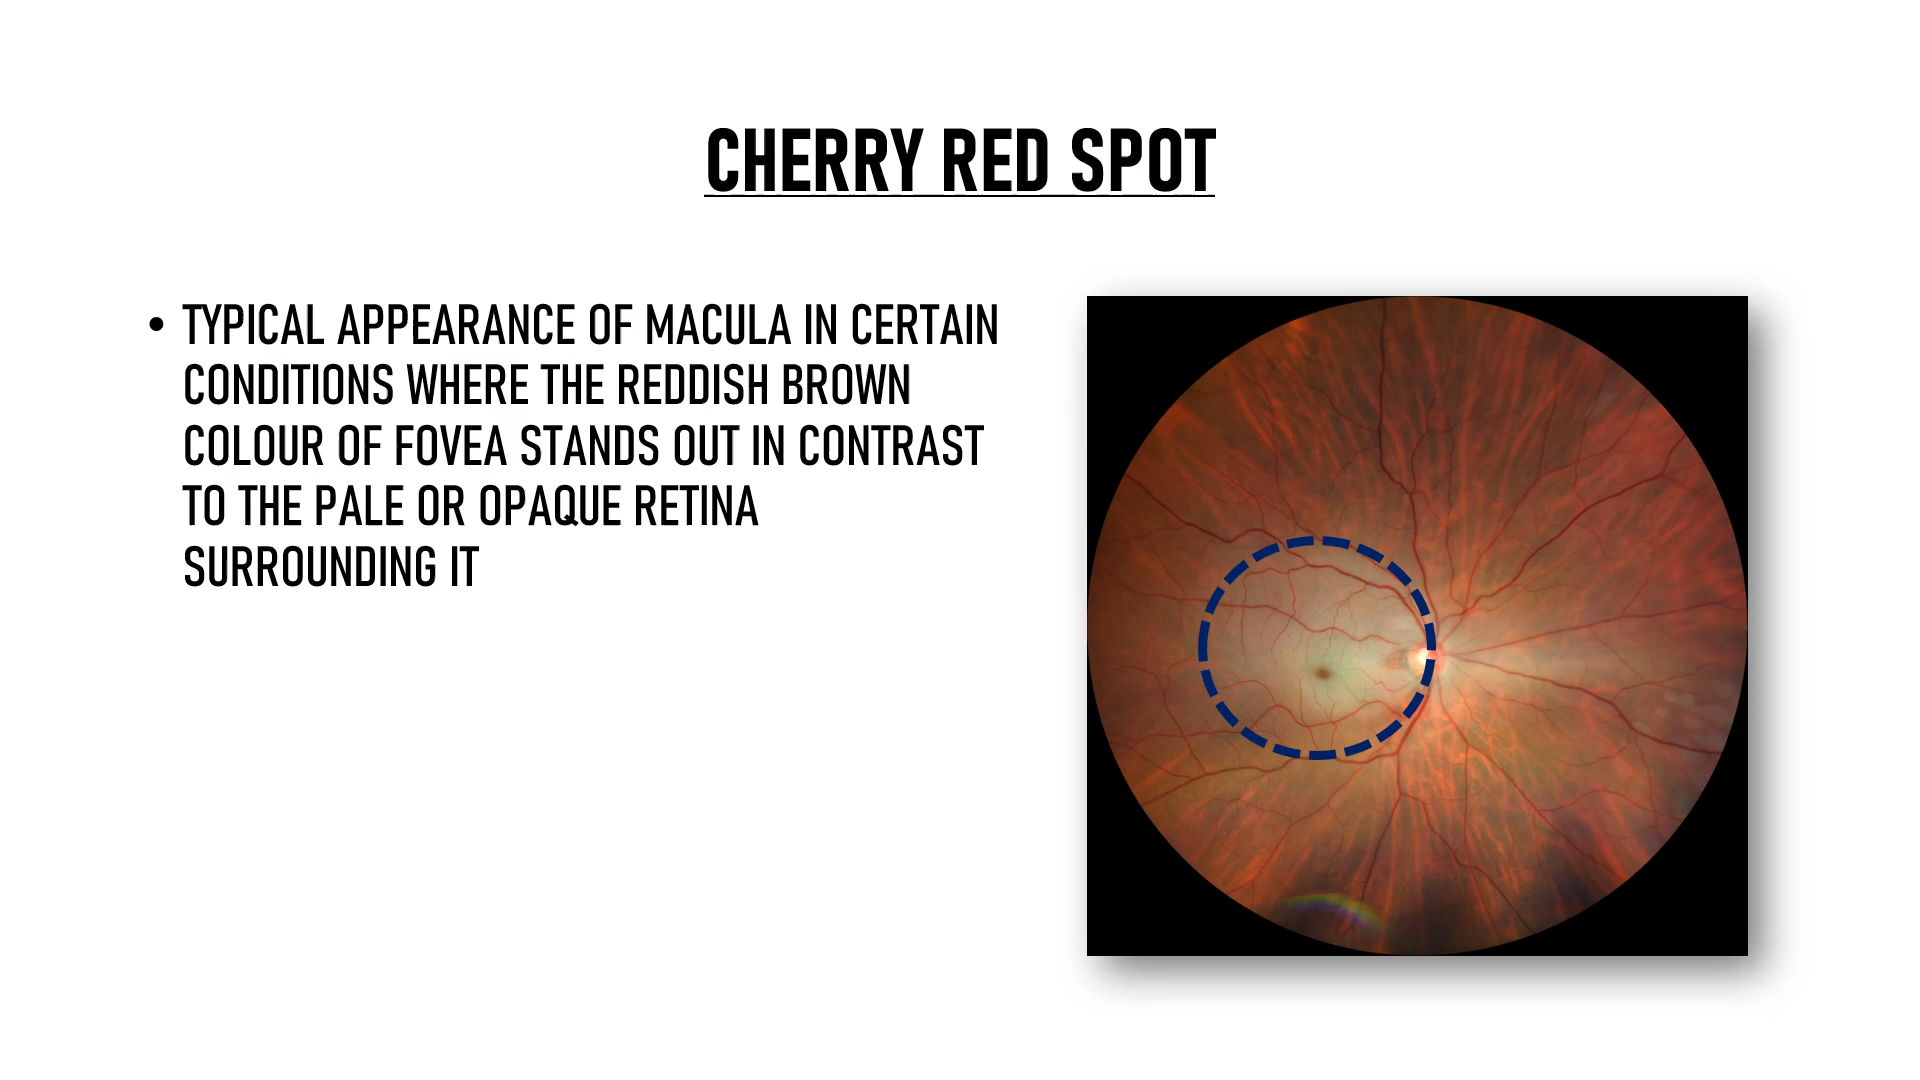 CHERRY RED SPOT
• TYPICAL APPEARANCE OF MACULA IN CERTAIN
CONDITIONS WHERE THE REDDISH BROWN
COLOUR OF FOVEA STANDS OUT IN CONTRAST
TO THE PALE OR OPAQUE RETINA
SURROUNDING IT